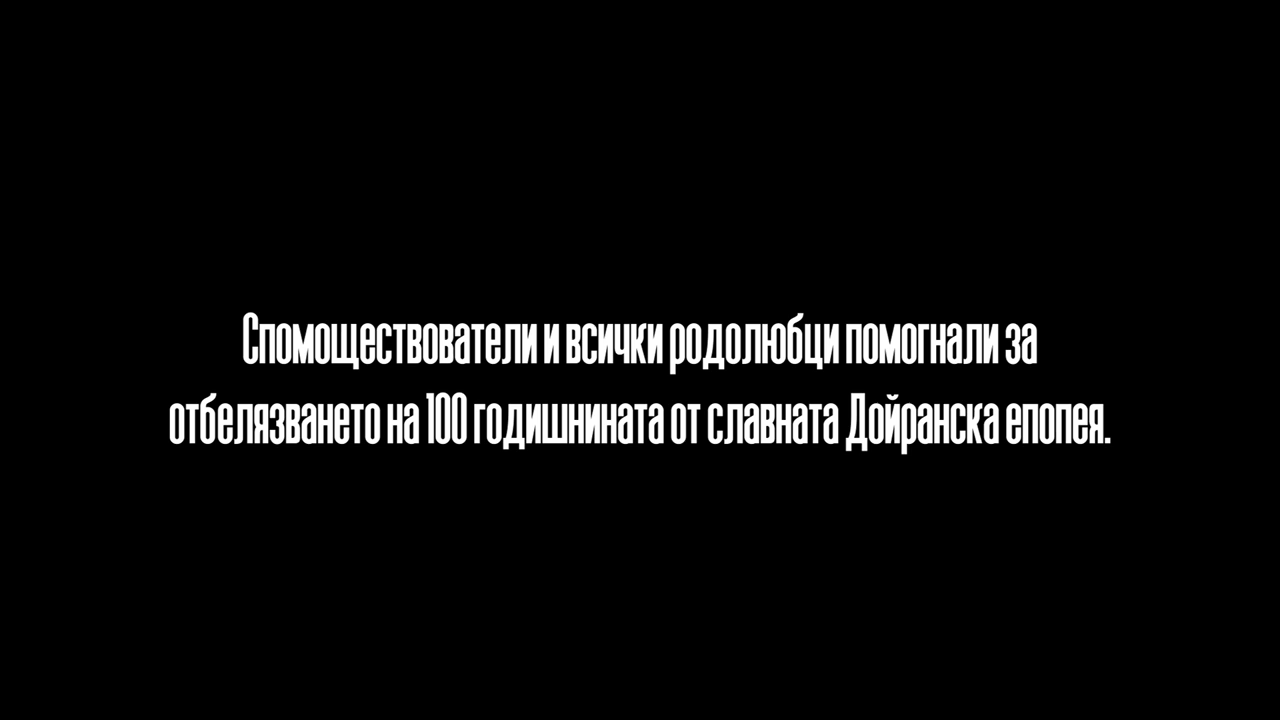 Спомоществователи и всички родолюбци помогнали за
отбелязването на 100 годишнината от славната Дойранска епопея.